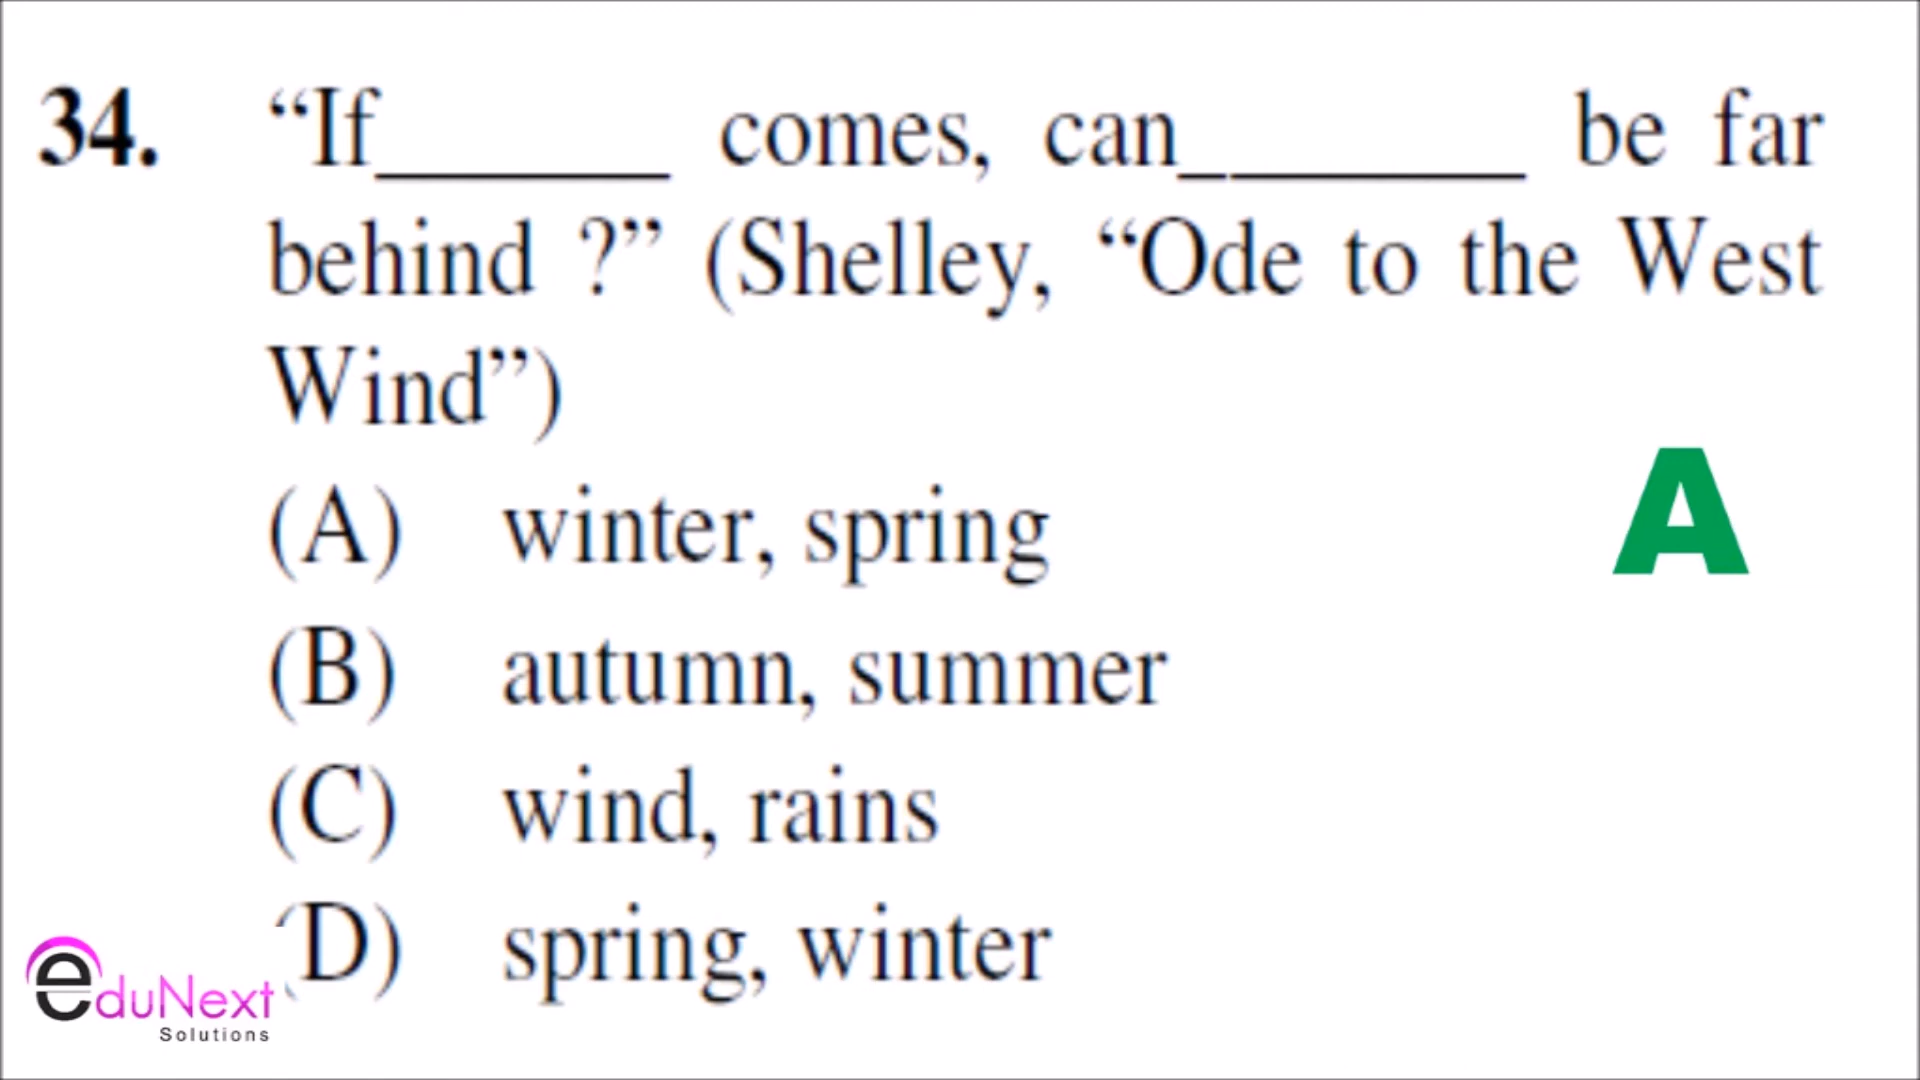 34. “If______ comes, can_______ be far
behind ?” (Shelley, “Ode to the West
Wind”)
(A) winter, spring
A
(B) autumn, summer
(C) wind, rains
(D) spring, winter
eduNext
Solutions